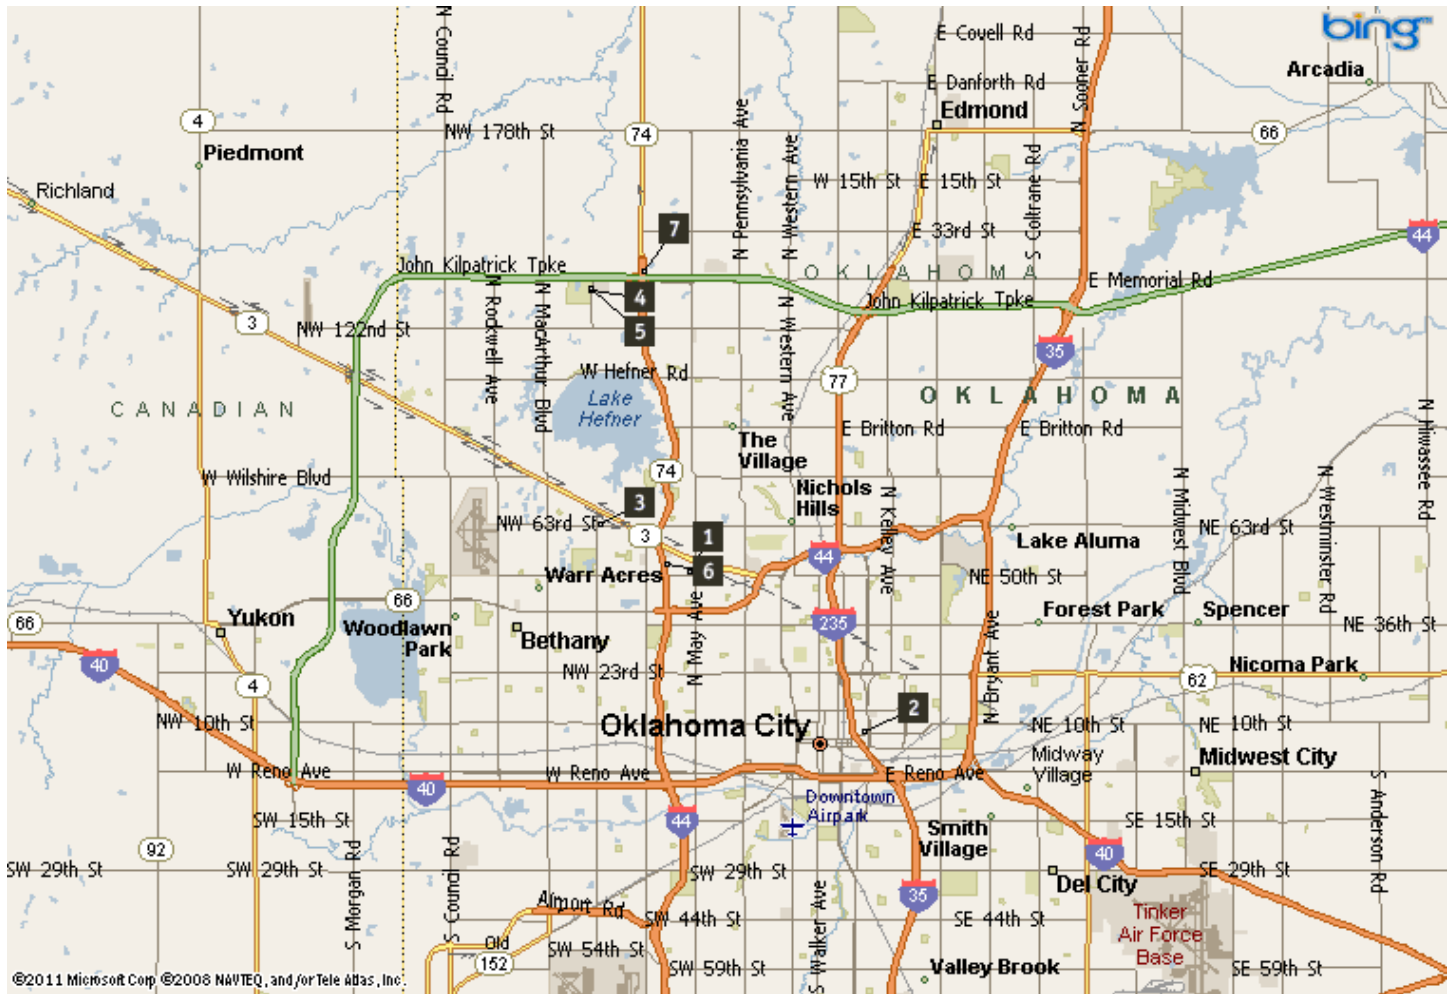 bing
N Council Rd
E Covell Rd
N Sooner Rd
Arcadia
E Danforth Rd
4
NW 178th St
74
N Pennsylvania Ave
N Western Ave
Edmond
66
Piedmont
Richland
W 15th St
E 15th St
S Coltrane Rd
7
E 33rd St
44
John Kilpatrick Tpke
OKLAHOMA
E Memorial Rd
N Rockwell Ave
N MacArthur Blvd
4
5
N Western Ave
John Kilpatrick Tpke
3
NW 122nd St
35
W Hefner Rd
77
Lake
Hefner
CANADIAN
OKLAHOMA
N Hiwassee Rd
The
Village
E Britton Rd
E Britton Rd
W Wilshire Blvd
74
Nichols
Hills
N Kelley Ave
N Midwest Blvd
N Westminster Rd
NW 63rd St
3
3
1
6
44
Lake Aluma
NE 63rd St
Warr Acres
NE 50th St
66
66
Yukon
Woodlawn
Park
Bethany
N May Ave
235
N Bryant Ave
Forest Park
Spencer
NE 36th St
40
4
NW 23rd St
62
Nicoma Park
NW 10th St
Oklahoma City
2
NE 10th St
NE 10th St
Midway
Village
Midwest City
W Reno Ave
W Reno Ave
E Reno Ave
40
Downtown
Airpark
S Anderson Rd
SW 15th St
44
Smith
Village
SE 15th St
92
40
SW 29th St
SW 29th St
S Morgan Rd
S Council Rd
SW 29th St
35
Del City
SE 29th St
Airport Rd
SW 44th St
S Walker Ave
SE 44th St
Tinker
Air Force
Base
Old
152
SW 54th St
SW 59th St
Valley Brook
SE 59th St
©2011 Microsoft Corp ©2008 NAVTEQ, and/or Tele Atlas, Inc.